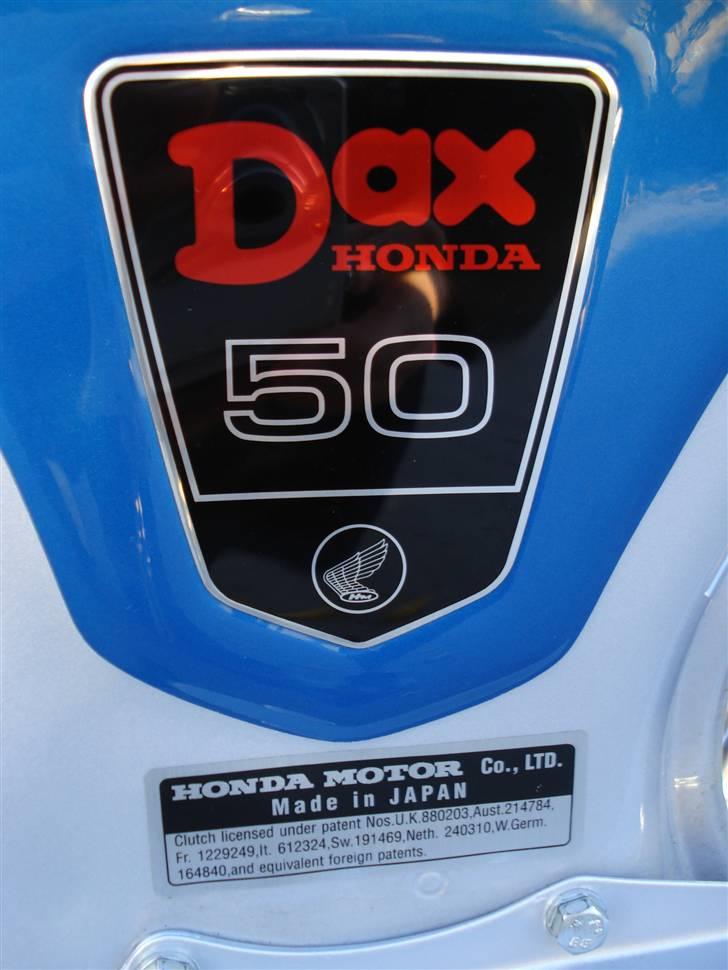 Dax
HONDA
50
HM
HONDA MOTOR Co., LTD.
Made in JAPAN
Clutch licensed under patent Nos.U.K.880203,Aust.214784,
Fr. 1229249,It. 612324,Sw.191469,Neth. 240310,W.Germ.
164840,and equivalent foreign patents.